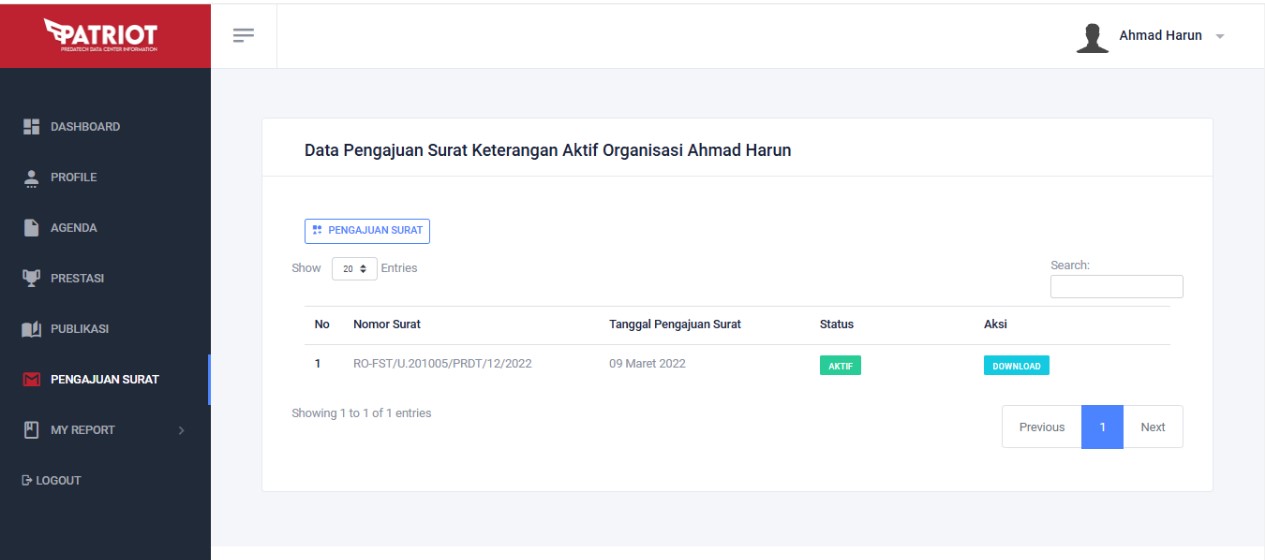 PATRIOT
PREDATECH DATA CENTER INFORMATION
Ahmad Harun
DASHBOARD
PROFILE
AGENDA
PRESTASI
PUBLIKASI
PENGAJUAN SURAT
MY REPORT
LOGOUT
Data Pengajuan Surat Keterangan Aktif Organisasi Ahmad Harun
PENGAJUAN SURAT
Show 20 Entries
Search:
No Nomor Surat Tanggal Pengajuan Surat Status Aksi
1 RO-FST/U.201005/PRDT/12/2022 09 Maret 2022 AKTIF DOWNLOAD
Showing 1 to 1 of 1 entries
Previous 1 Next